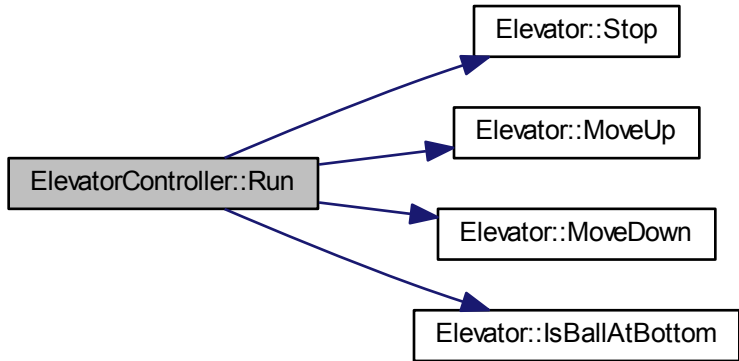 Elevator::Stop
Elevator::MoveUp
ElevatorController::Run
Elevator::MoveDown
Elevator::IsBallAtBottom